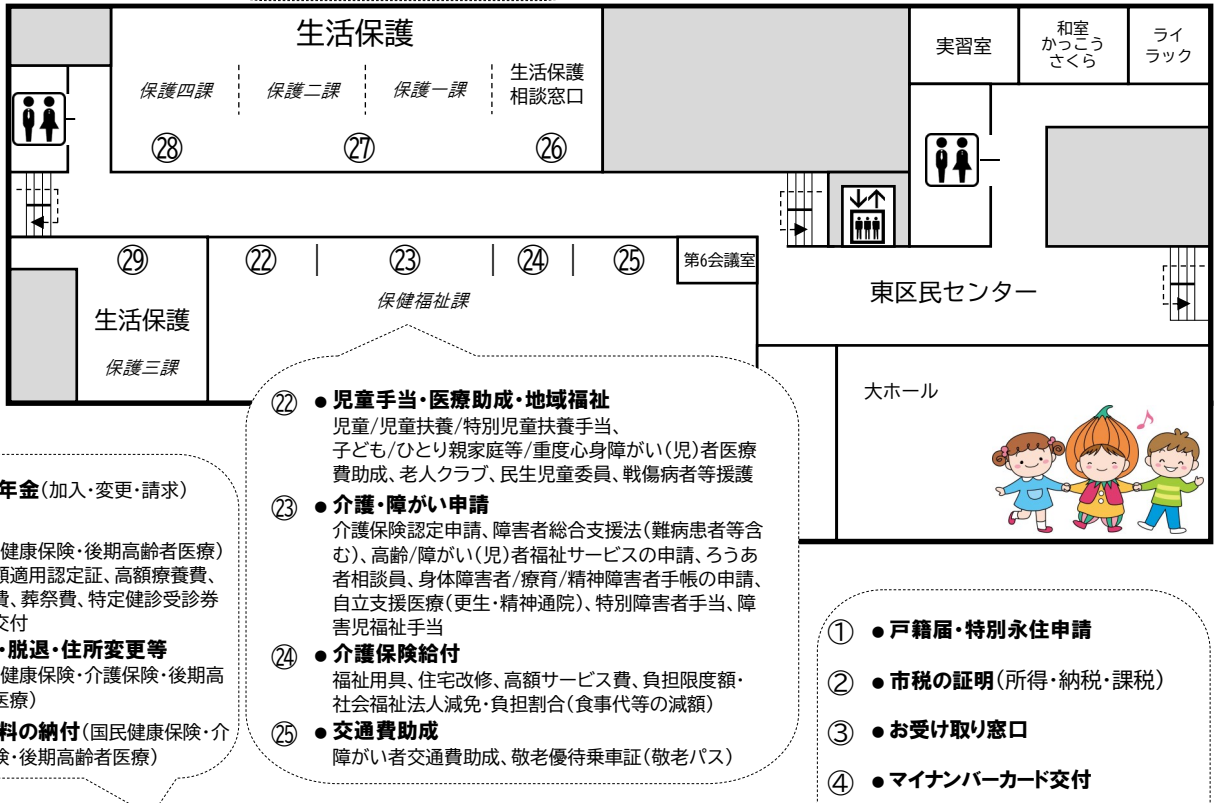 生活保護
保護四課
保護二課
保護一課
生活保護
相談窓口
㉘
㉗
㉖
実習室
和室
かっこう
さくら
ライ
ラック
㉙
㉒
㉓
㉔
㉕
第6会議室
生活保護
保護三課
保健福祉課
東区民センター
大ホール
㉒ ●児童手当・医療助成・地域福祉
児童/児童扶養/特別児童扶養手当、
子ども/ひとり親家庭等/重度心身障がい(児)者医療
費助成、老人クラブ、民生児童委員、戦傷病者等援護
㉓ ●介護・障がい申請
介護保険認定申請、障害者総合支援法(難病患者等含
む)、高齢/障がい(児)者福祉サービスの申請、ろうあ
者相談員、身体障害者/療育/精神障害者手帳の申請、
自立支援医療(更生・精神通院)、特別障害者手当、障
害児福祉手当
㉔ ●介護保険給付
福祉用具、住宅改修、高額サービス費、負担限度額・
社会福祉法人減免・負担割合(食事代等の減額)
㉕ ●交通費助成
障がい者交通費助成、敬老優待乗車証(敬老パス)
年金(加入・変更・請求)
健康保険・後期高齢者医療)
額適用認定証、高額療養費、
費、葬祭費、特定健診受診券
交付
・脱退・住所変更等
健康保険・介護保険・後期高
医療)
料の納付(国民健康保険・介
険・後期高齢者医療)
① ●戸籍届・特別永住申請
② ●市税の証明(所得・納税・課税)
③ ●お受け取り窓口
④ ●マイナンバーカード交付